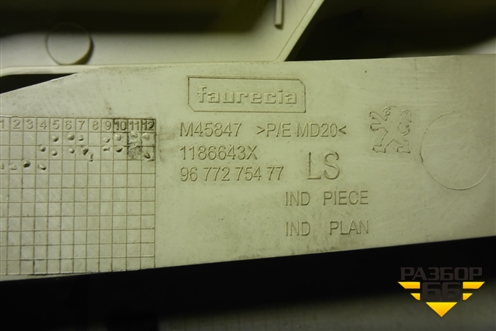 faurecia
M45847 >P/E MD20<
1186643X
96 772 754 77 LS
IND PIECE
IND PLAN
1 2 3 4 5 6 7 8 9 10 11 12
РАЗБОР
66